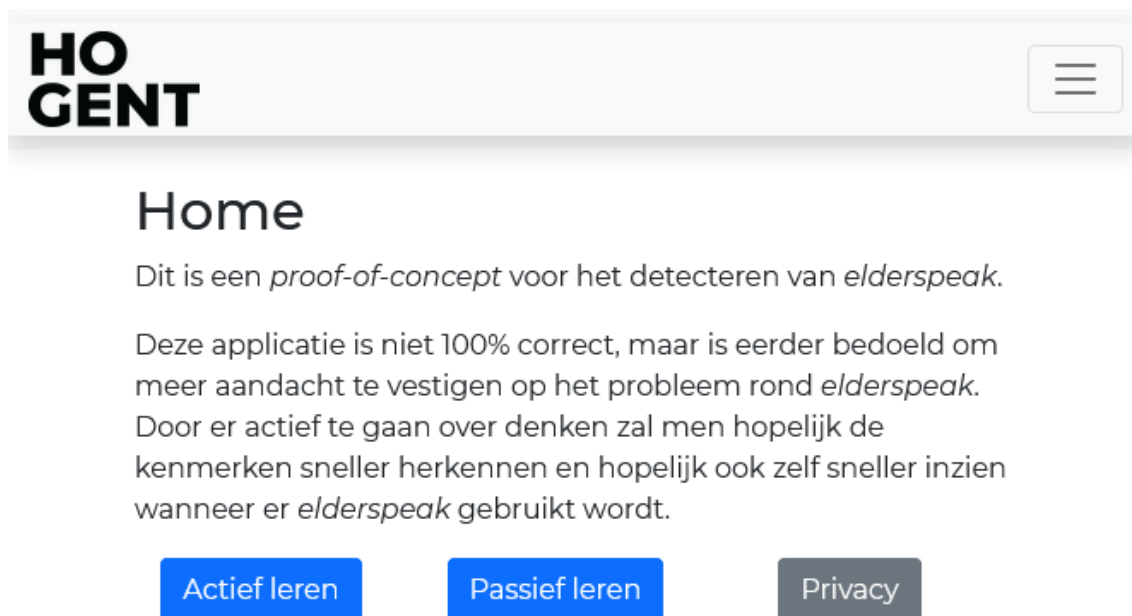 HO
GENT
Home
Dit is een proof-of-concept voor het detecteren van elderspeak.
Deze applicatie is niet 100% correct, maar is eerder bedoeld om
meer aandacht te vestigen op het probleem rond elderspeak.
Door er actief te gaan over denken zal men hopelijk de
kenmerken sneller herkennen en hopelijk ook zelf sneller inzien
wanneer er elderspeak gebruikt wordt.
Actief leren Passief leren Privacy